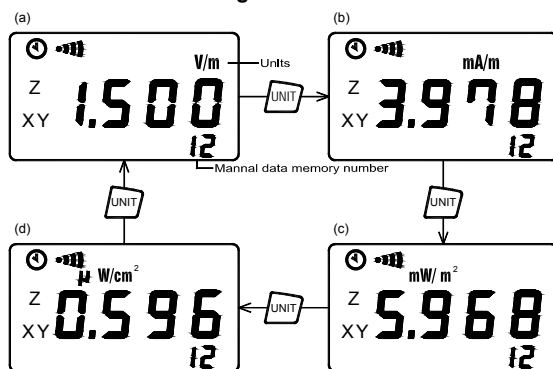 (a)
V/m
Units
Z
XY
1.500
12
Mannal data memory number
UNIT
(b)
mA/m
Z
XY
3.978
12
UNIT
(c)
mW/ m²
Z
XY
5.968
12
UNIT
(d)
µ W/cm²
Z
XY
0.596
12
UNIT